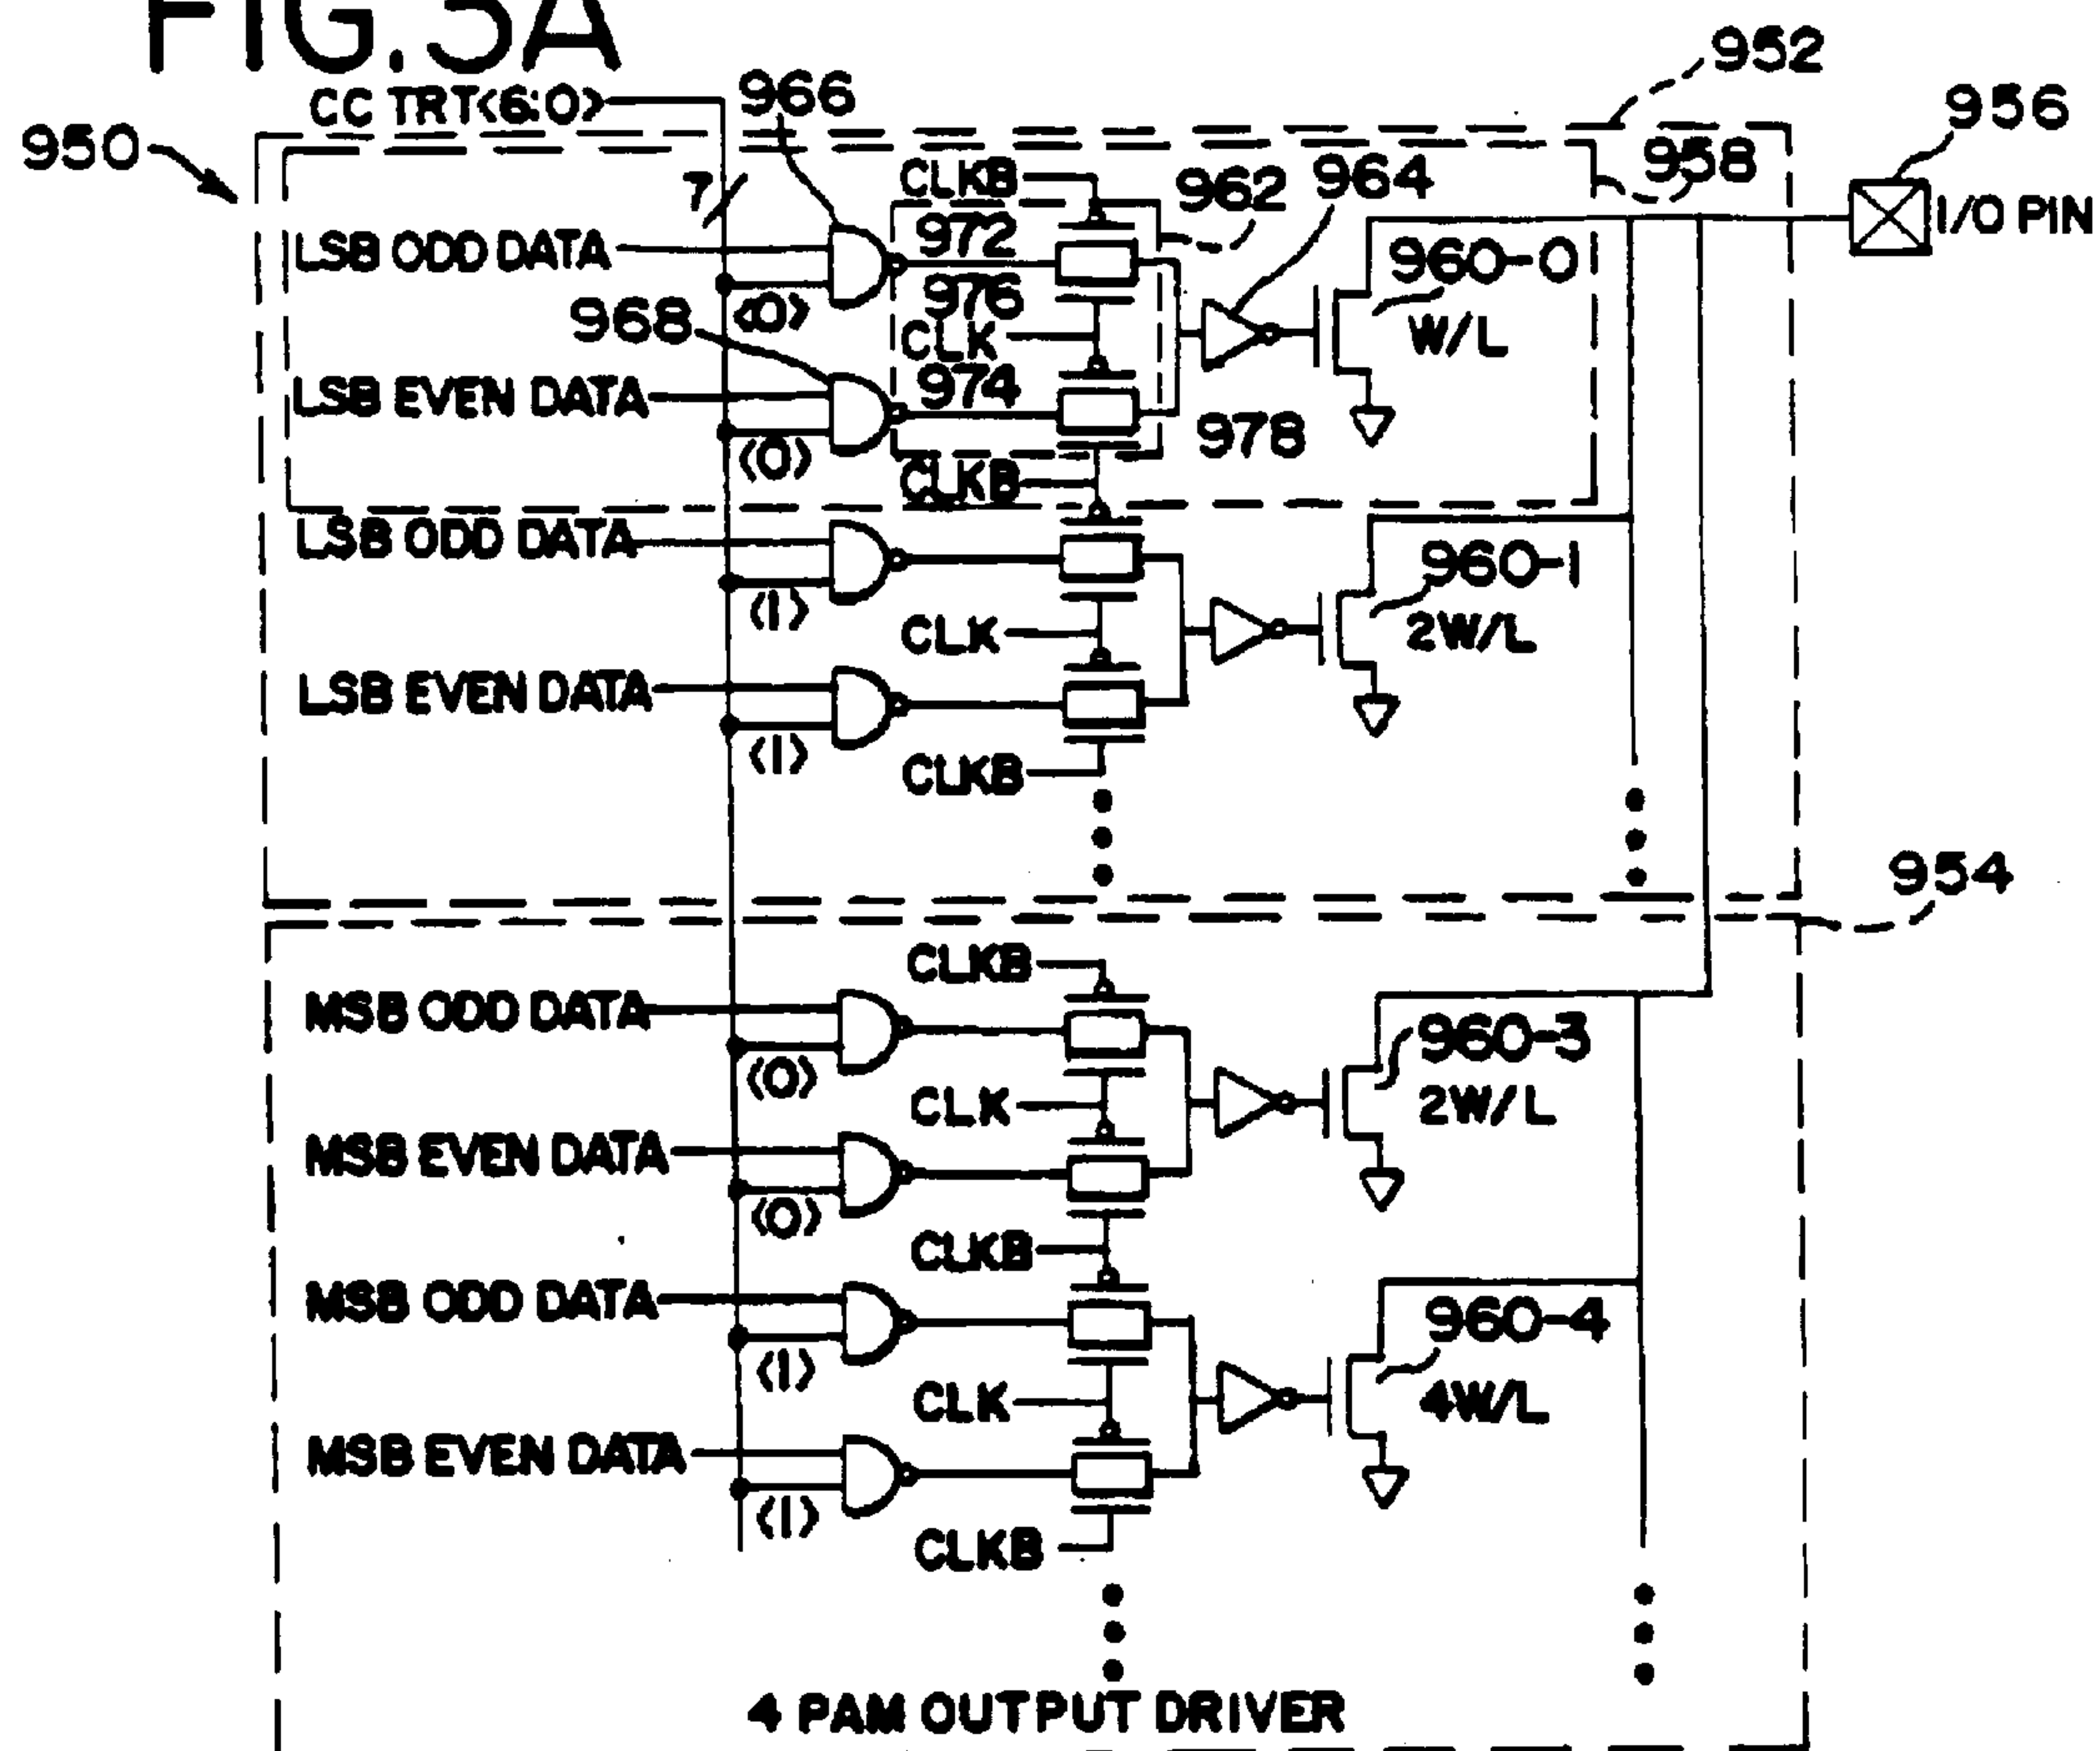 FIG.3A
CC TRT<6:0>
966
952
956
950
958
7
CLKB
962
964
LSB ODD DATA
972
960-0
I/O PIN
<0>
976
968
CLK
W/L
974
LSB EVEN DATA
978
<0>
CLKB
LSB ODD DATA
960-1
<1>
CLK
2W/L
LSB EVEN DATA
<1>
CLKB
954
CLKB
MSB ODD DATA
960-3
<0>
CLK
2W/L
MSB EVEN DATA
<0>
CLKB
MSB ODD DATA
960-4
<1>
CLK
4W/L
MSB EVEN DATA
<1>
CLKB
4 PAM OUTPUT DRIVER